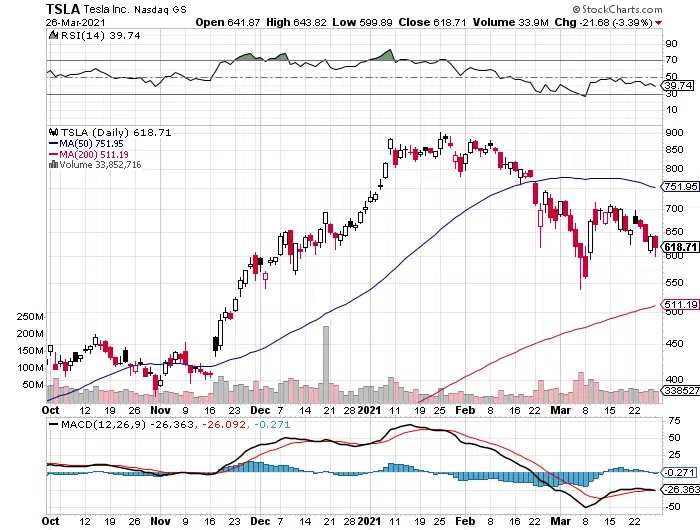 TSLA Tesla Inc. Nasdaq GS
© StockCharts.com
26-Mar-2021
Open 641.87 High 643.82 Low 599.89 Close 618.71 Volume 33.9M Chg -21.68 (-3.39%)
RSI(14) 39.74
90
70
50
39.74
30
10
TSLA (Daily) 618.71
MA(50) 751.95
MA(200) 511.19
Volume 33,852,716
900
850
800
751.95
700
650
618.71
600
550
511.19
500
450
400
250M
200M
150M
100M
50M
338527
Oct 12 19 26 Nov 9 16 23 Dec 7 14 21 28 2021 11 19 25 Feb 8 16 22 Mar 8 15 22
MACD(12,26,9) -26.363, -26.092, -0.271
75
50
25
-0.271
-26.363
-50
Oct 12 19 26 Nov 9 16 23 Dec 7 14 21 28 2021 11 19 25 Feb 8 16 22 Mar 8 15 22